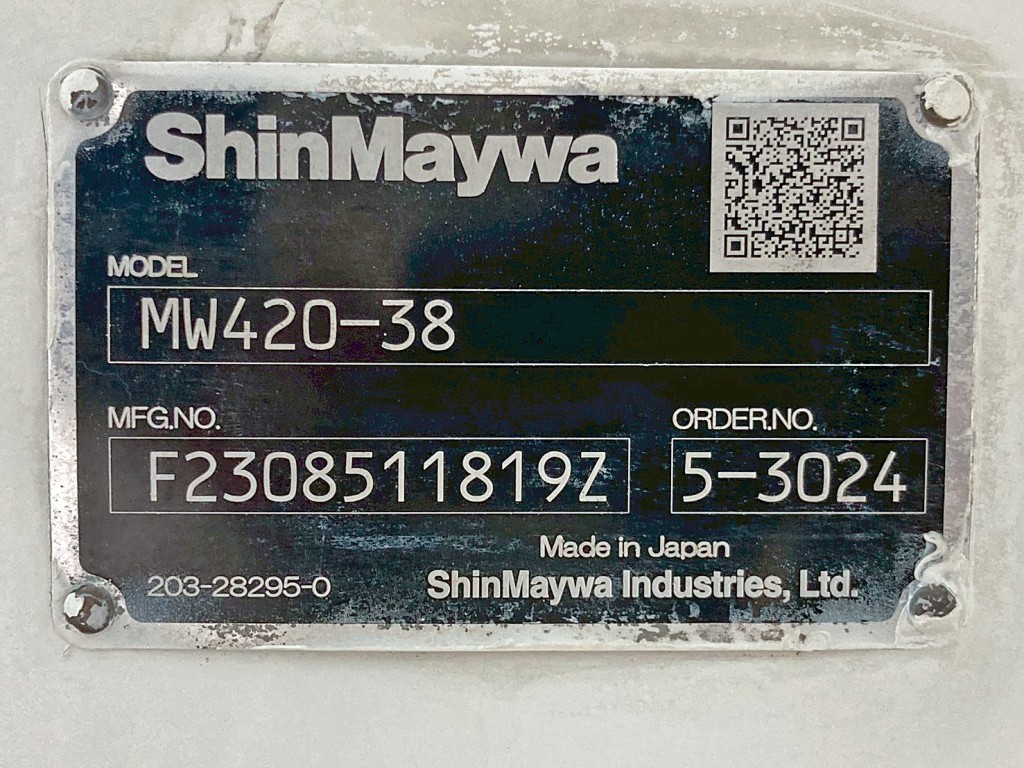 ShinMaywa
MODEL
MW420-38
MFG.NO. ORDER.NO.
F2308511819Z 5-3024
Made in Japan
203-28295-0 ShinMaywa Industries, Ltd.